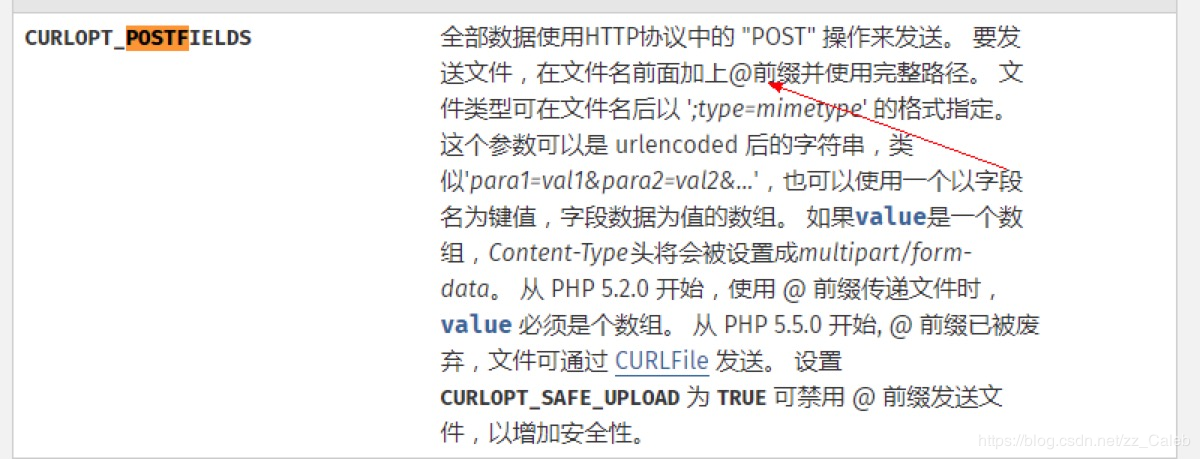 CURLOPT_POSTFIELDS
全部数据使用HTTP协议中的 "POST" 操作来发送。 要发
送文件，在文件名前面加上@前缀并使用完整路径。 文
件类型可在文件名后以 ';type=mimetype' 的格式指定。
这个参数可以是 urlencoded 后的字符串，类
似'para1=val1&para2=val2&...'，也可以使用一个以字段
名为键值，字段数据为值的数组。 如果value是一个数
组，Content-Type头将会被设置成multipart/form-
data。 从 PHP 5.2.0 开始，使用 @ 前缀传递文件时，
value 必须是个数组。 从 PHP 5.5.0 开始, @ 前缀已被废
弃，文件可通过 CURLFile 发送。 设置
CURLOPT_SAFE_UPLOAD 为 TRUE 可禁用 @ 前缀发送文
件，以增加安全性。
https://blog.csdn.net/zz_Caleb